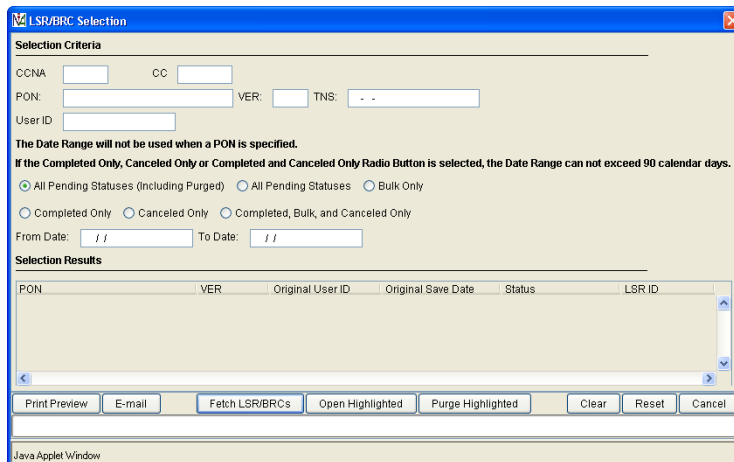 LSR/BRC Selection
Selection Criteria
CCNA CC
PON: VER: TNS: - -
User ID
The Date Range will not be used when a PON is specified.
If the Completed Only, Canceled Only or Completed and Canceled Only Radio Button is selected, the Date Range can not exceed 90 calendar days.
All Pending Statuses (Including Purged) All Pending Statuses Bulk Only
Completed Only Canceled Only Completed, Bulk, and Canceled Only
From Date: / / To Date: / /
Selection Results
PON VER Original User ID Original Save Date Status LSR ID
Print Preview E-mail Fetch LSR/BRCs Open Highlighted Purge Highlighted Clear Reset Cancel
Java Applet Window